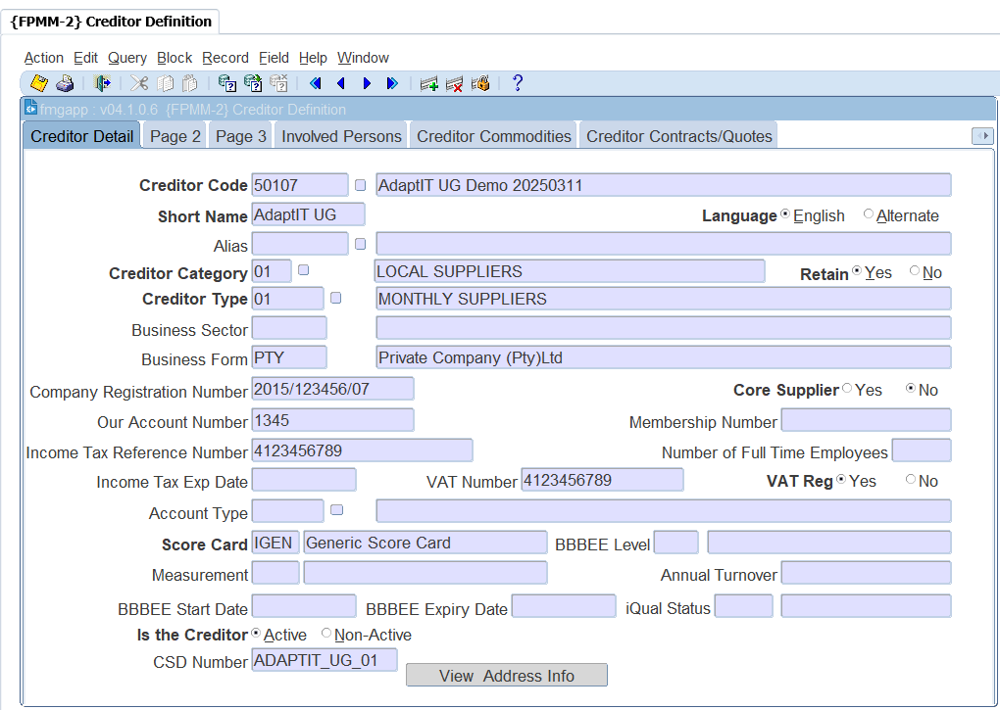 {FPMM-2} Creditor Definition
Action Edit Query Block Record Field Help Window
fmgapp : v04.1.0.6 {FPMM-2} Creditor Definition
Creditor Detail Page 2 Page 3 Involved Persons Creditor Commodities Creditor Contracts/Quotes
Creditor Code 50107 AdaptIT UG Demo 20250311
Short Name AdaptIT UG Language English Alternate
Alias
Creditor Category 01 LOCAL SUPPLIERS Retain Yes No
Creditor Type 01 MONTHLY SUPPLIERS
Business Sector
Business Form PTY Private Company (Pty)Ltd
Company Registration Number 2015/123456/07 Core Supplier Yes No
Our Account Number 1345 Membership Number
Income Tax Reference Number 4123456789 Number of Full Time Employees
Income Tax Exp Date VAT Number 4123456789 VAT Reg Yes No
Account Type
Score Card IGEN Generic Score Card BBBEE Level
Measurement Annual Turnover
BBBEE Start Date BBBEE Expiry Date iQual Status
Is the Creditor Active Non-Active
CSD Number ADAPTIT_UG_01
View Address Info